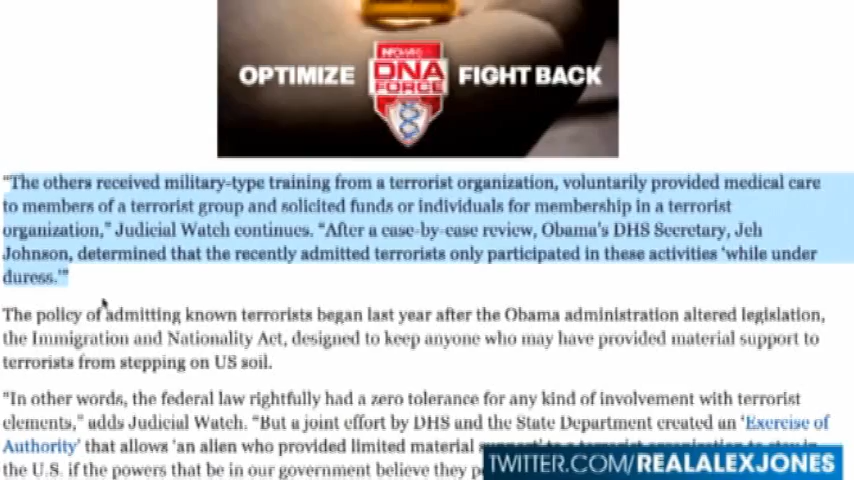 INFOWARS
OPTIMIZE DNA FIGHT BACK
FORCE
“The others received military-type training from a terrorist organization, voluntarily provided medical care
to members of a terrorist group and solicited funds or individuals for membership in a terrorist
organization,” Judicial Watch continues. “After a case-by-case review, Obama’s DHS Secretary, Jeh
Johnson, determined that the recently admitted terrorists only participated in these activities ‘while under
duress.’”
The policy of admitting known terrorists began last year after the Obama administration altered legislation,
the Immigration and Nationality Act, designed to keep anyone who may have provided material support to
terrorists from stepping on US soil.
“In other words, the federal law rightfully had a zero tolerance for any kind of involvement with terrorist
elements,” adds Judicial Watch. “But a joint effort by DHS and the State Department created an ‘Exercise of
Authority’ that allows ‘an alien who provided limited material
the U.S. if the powers that be in our government believe they
TWITTER.COM/REALALEXJONES